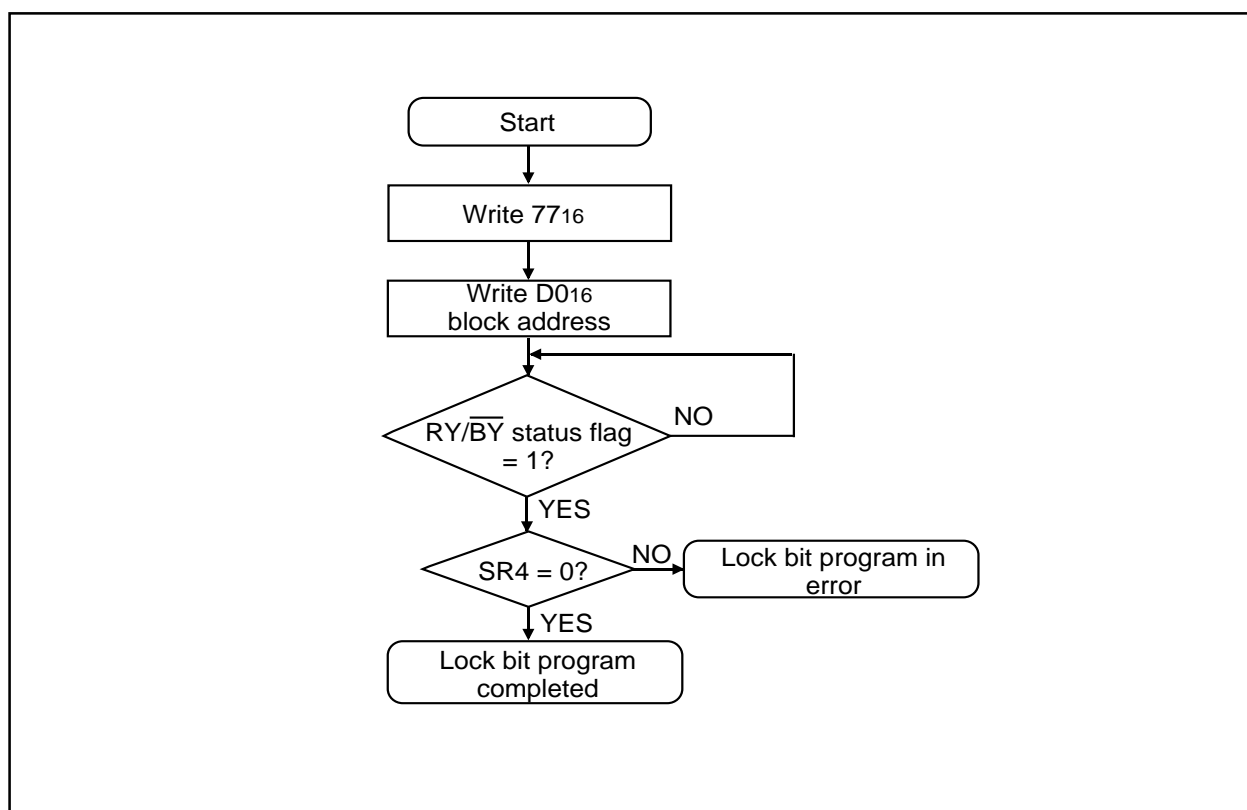 Start
Write 7716
Write D016
block address
NO
RY/BY status flag
= 1?
YES
NO
SR4 = 0?
Lock bit program in
error
YES
Lock bit program
completed